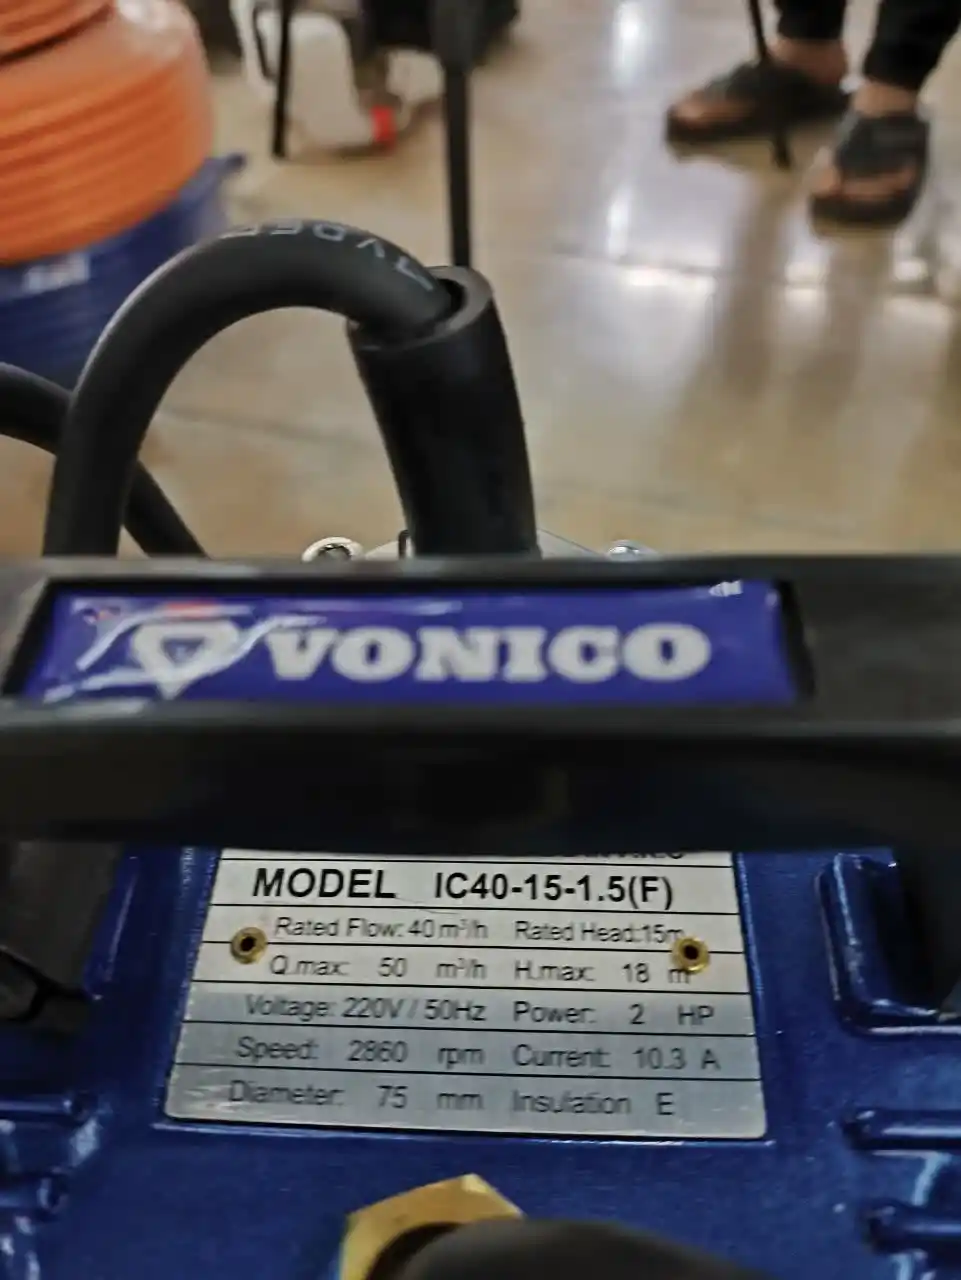 VONICO
MODEL IC40-15-1.5(F)
Rated Flow: 40 m³/h Rated Head:15m
Q.max: 50 m³/h H.max: 18 m
Voltage: 220V / 50Hz Power: 2 HP
Speed: 2860 rpm Current: 10.3 A
Diameter: 75 mm Insulation E